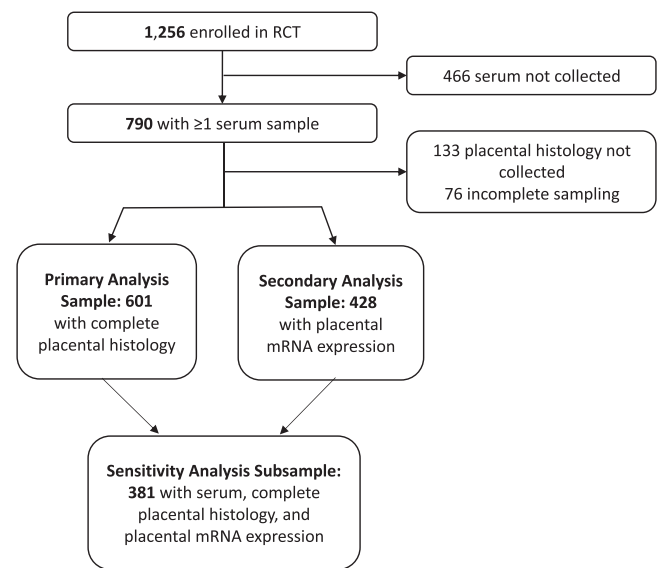 1,256 enrolled in RCT
466 serum not collected
790 with ≥1 serum sample
133 placental histology not
collected
76 incomplete sampling
Primary Analysis
Sample: 601
with complete
placental histology
Secondary Analysis
Sample: 428
with placental
mRNA expression
Sensitivity Analysis Subsample:
381 with serum, complete
placental histology, and
placental mRNA expression